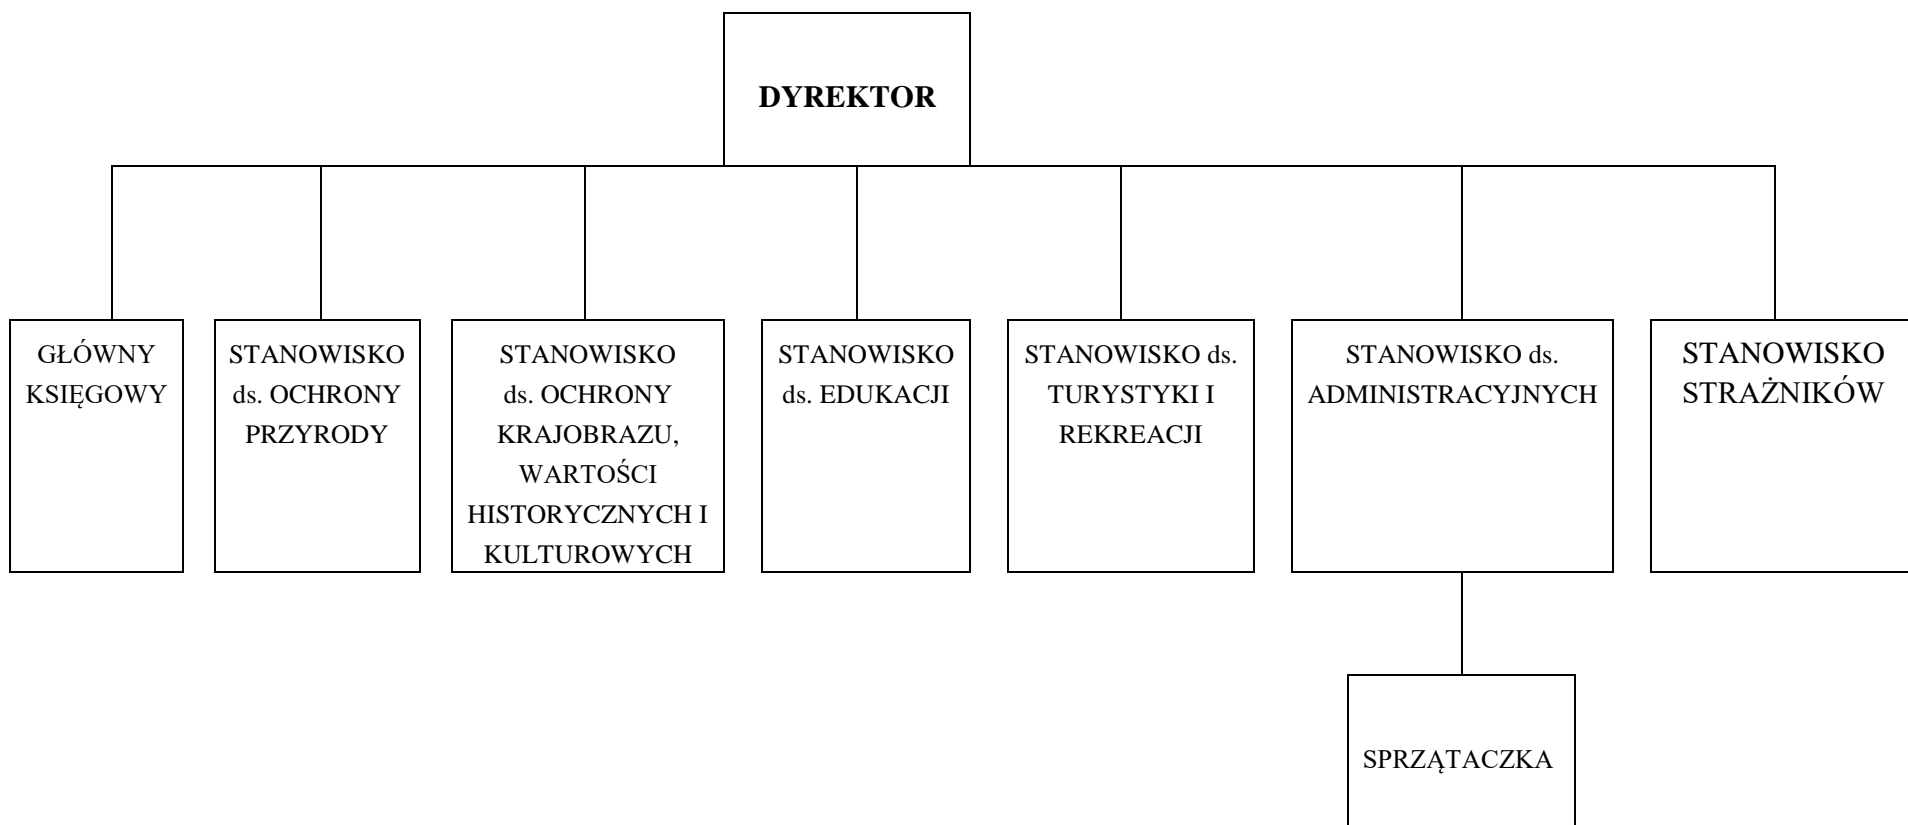 DYREKTOR
GŁÓWNY
KSIĘGOWY
STANOWISKO
ds. OCHRONY
PRZYRODY
STANOWISKO
ds. OCHRONY
KRAJOBRAZU,
WARTOŚCI
HISTORYCZNYCH I
KULTUROWYCH
STANOWISKO
ds. EDUKACJI
STANOWISKO ds.
TURYSTYKI I
REKREACJI
STANOWISKO ds.
ADMINISTRACYJNYCH
STANOWISKO
STRAŻNIKÓW
SPRZĄTACZKA